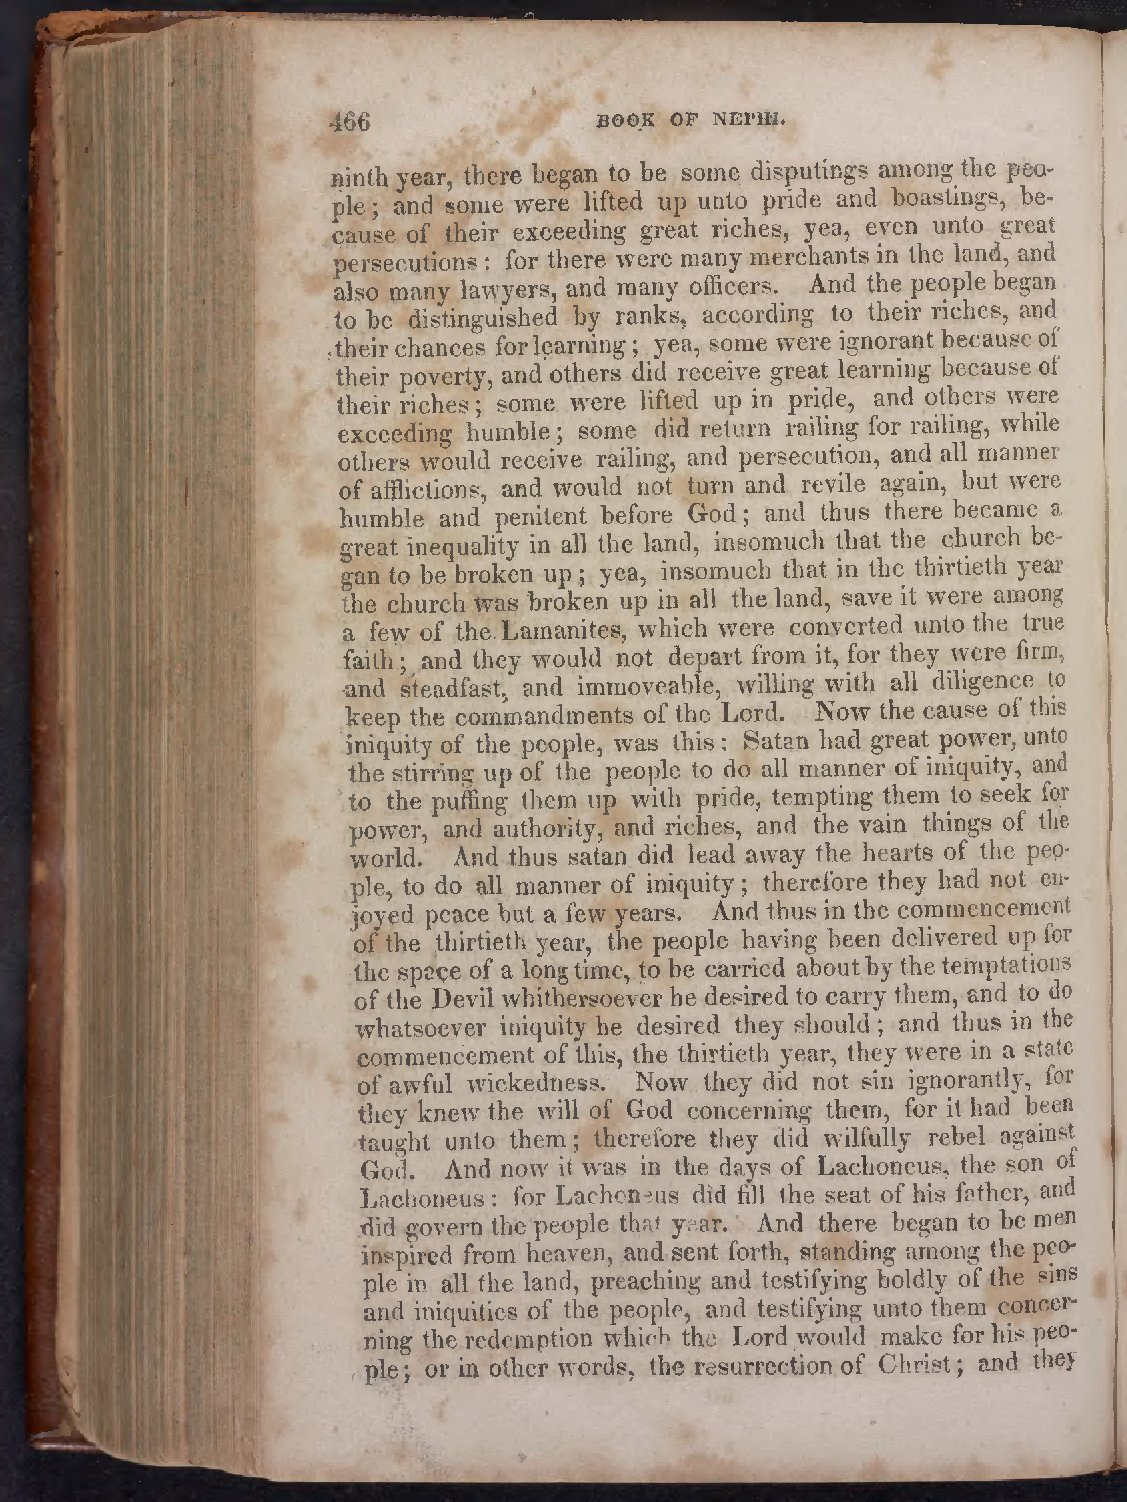 466 BOOK OF NEPHI.
ninth year, there began to be some disputings among the peo-
ple; and some were lifted up unto pride and boastings, be-
cause of their exceeding great riches, yea, even unto great
persecutions: for there were many merchants in the land, and
also many lawyers, and many officers. And the people began
to be distinguished by ranks, according to their riches, and
their chances for learning; yea, some were ignorant because of
their poverty, and others did receive great learning because of
their riches; some were lifted up in pride, and others were
exceeding humble; some did return railing for railing, while
others would receive railing, and persecution, and all manner
of afflictions, and would not turn and revile again, but were
humble and penitent before God; and thus there became a
great inequality in all the land, insomuch that the church be-
gan to be broken up; yea, insomuch that in the thirtieth year
the church was broken up in all the land, save it were among
a few of the Lamanites, which were converted unto the true
faith; and they would not depart from it, for they were firm,
and steadfast, and immoveable, willing with all diligence to
keep the commandments of the Lord. Now the cause of this
iniquity of the people, was this: Satan had great power, unto
the stirring up of the people to do all manner of iniquity, and
to the puffing them up with pride, tempting them to seek for
power, and authority, and riches, and the vain things of the
world. And thus satan did lead away the hearts of the peo-
ple, to do all manner of iniquity; therefore they had not en-
joyed peace but a few years. And thus in the commencement
of the thirtieth year, the people having been delivered up for
the space of a long time, to be carried about by the temptations
of the Devil whithersoever he desired to carry them, and to do
whatsoever iniquity he desired they should; and thus in the
commencement of this, the thirtieth year, they were in a state
of awful wickedness. Now they did not sin ignorantly, for
they knew the will of God concerning them, for it had been
taught unto them; therefore they did wilfully rebel against
God. And now it was in the days of Lachoneus, the son of
Lachoneus: for Lachoneus did fill the seat of his father, and
did govern the people that year. And there began to be men
inspired from heaven, and sent forth, standing among the peo-
ple in all the land, preaching and testifying boldly of the sins
and iniquities of the people, and testifying unto them concer-
ning the redemption which the Lord would make for his peo-
ple; or in other words, the resurrection of Christ; and they